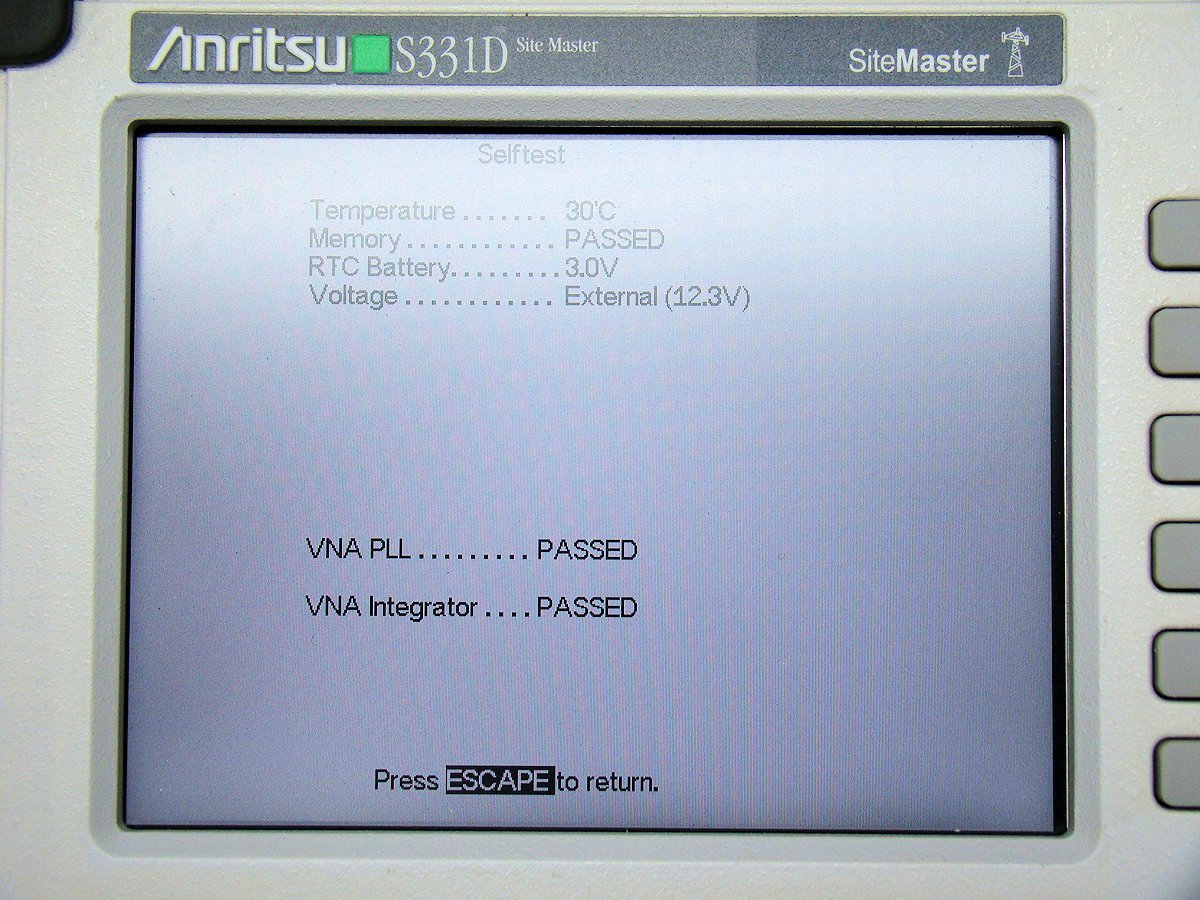 Anritsu S331D Site Master SiteMaster
Selftest
Temperature ....... 30'C
Memory ............ PASSED
RTC Battery.........3.0V
Voltage ............ External (12.3V)
VNA PLL ......... PASSED
VNA Integrator .... PASSED
Press ESCAPE to return.